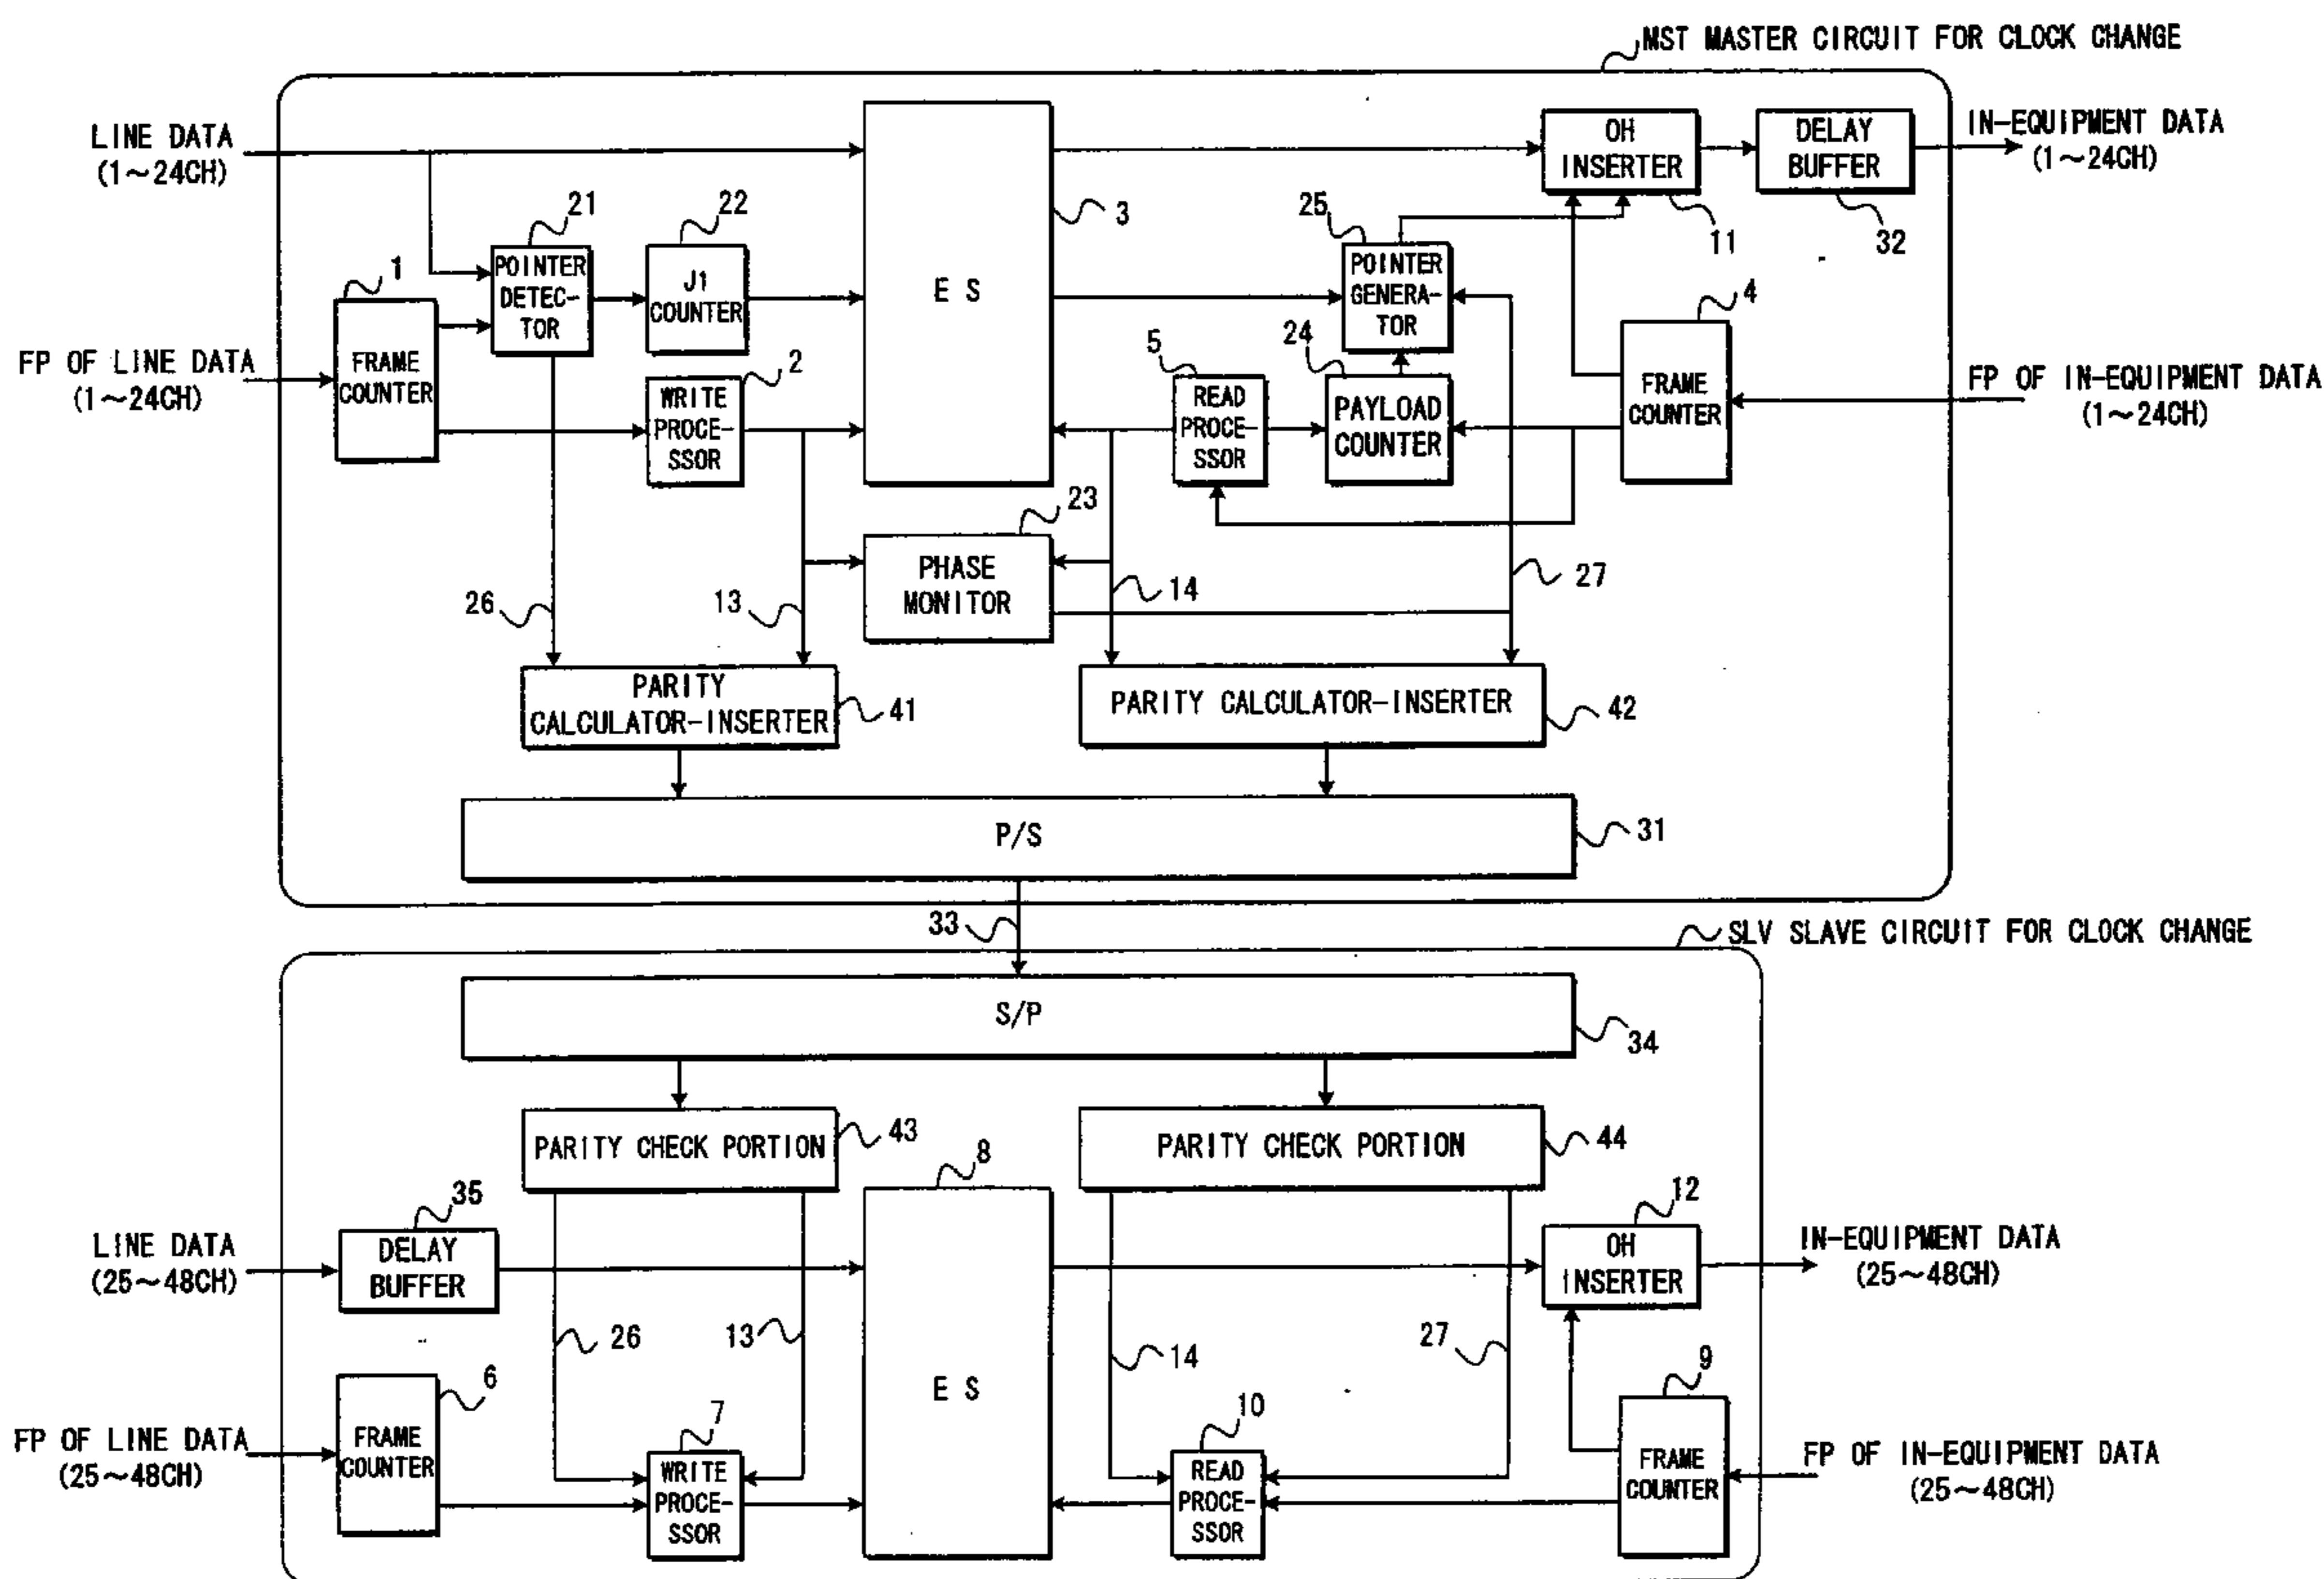 MST MASTER CIRCUIT FOR CLOCK CHANGE
LINE DATA
(1~24CH)
OH
INSERTER
DELAY
BUFFER
IN-EQUIPMENT DATA
(1~24CH)
21
22
3
25
11
32
1
POINTER
DETEC-
TOR
J1
COUNTER
E S
POINTER
GENERA-
TOR
4
FP OF LINE DATA
(1~24CH)
FRAME
COUNTER
2
WRITE
PROCE-
SSOR
5
READ
PROCE-
SSOR
24
PAYLOAD
COUNTER
FRAME
COUNTER
FP OF IN-EQUIPMENT DATA
(1~24CH)
23
PHASE
MONITOR
26
13
14
27
PARITY
CALCULATOR-INSERTER
41
PARITY CALCULATOR-INSERTER
42
P/S
31
33
SLV SLAVE CIRCUIT FOR CLOCK CHANGE
S/P
34
PARITY CHECK PORTION
43
8
PARITY CHECK PORTION
44
35
12
LINE DATA
(25~48CH)
DELAY
BUFFER
OH
INSERTER
IN-EQUIPMENT DATA
(25~48CH)
26
13
E S
14
27
9
6
FP OF LINE DATA
(25~48CH)
FRAME
COUNTER
7
WRITE
PROCE-
SSOR
10
READ
PROCE-
SSOR
FRAME
COUNTER
FP OF IN-EQUIPMENT DATA
(25~48CH)